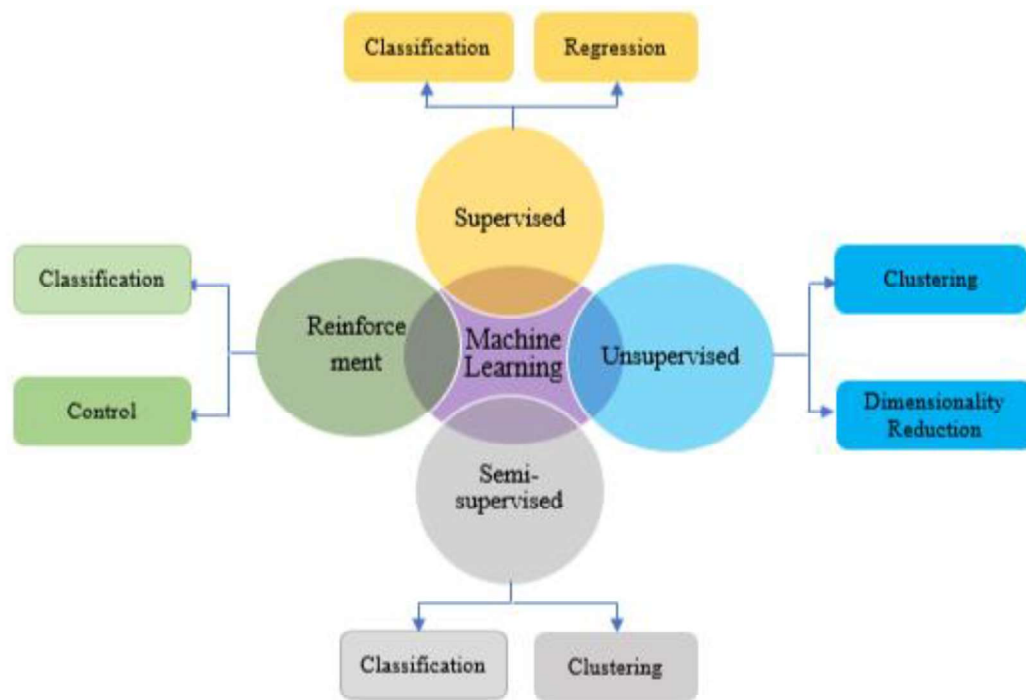 Classification
Regression
Supervised
Classification
Control
Reinforce
ment
Machine
Learning
Unsupervised
Clustering
Dimensionality
Reduction
Semi-
supervised
Classification
Clustering